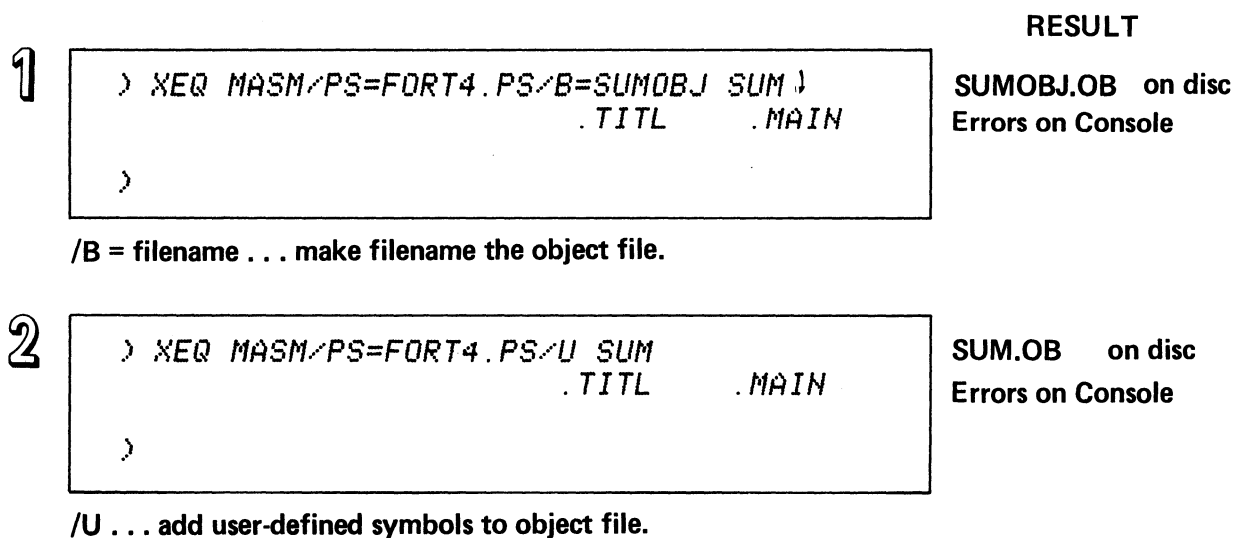 RESULT
1
) XEQ MASM/PS=FORT4.PS/B=SUMOBJ SUM↓
.TITL .MAIN
)
SUMOBJ.OB on disc
Errors on Console
/B = filename . . . make filename the object file.
2
) XEQ MASM/PS=FORT4.PS/U SUM
.TITL .MAIN
)
SUM.OB on disc
Errors on Console
/U . . . add user-defined symbols to object file.